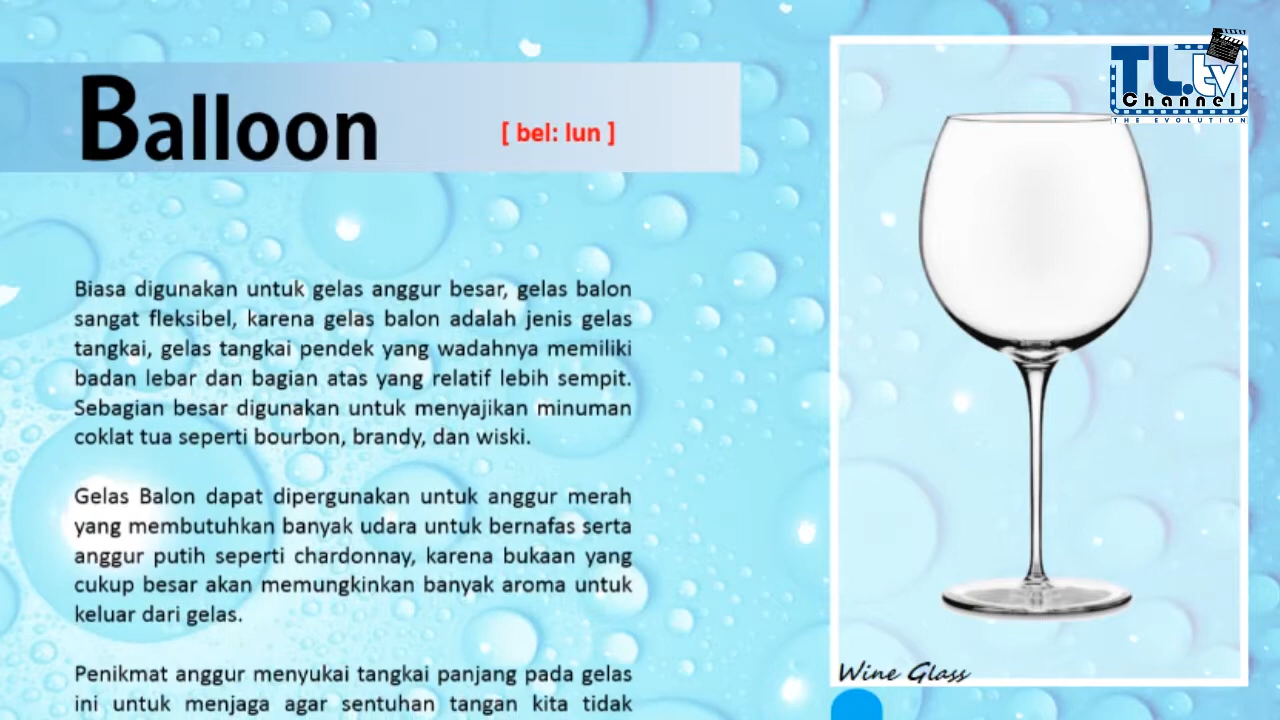 TL.tv
Channel
THE EVOLUTION
Balloon
[ bel: lun ]
Biasa digunakan untuk gelas anggur besar, gelas balon
sangat fleksibel, karena gelas balon adalah jenis gelas
tangkai, gelas tangkai pendek yang wadahnya memiliki
badan lebar dan bagian atas yang relatif lebih sempit.
Sebagian besar digunakan untuk menyajikan minuman
coklat tua seperti bourbon, brandy, dan wiski.
Gelas Balon dapat dipergunakan untuk anggur merah
yang membutuhkan banyak udara untuk bernafas serta
anggur putih seperti chardonnay, karena bukaan yang
cukup besar akan memungkinkan banyak aroma untuk
keluar dari gelas.
Penikmat anggur menyukai tangkai panjang pada gelas
ini untuk menjaga agar sentuhan tangan kita tidak
Wine Glass